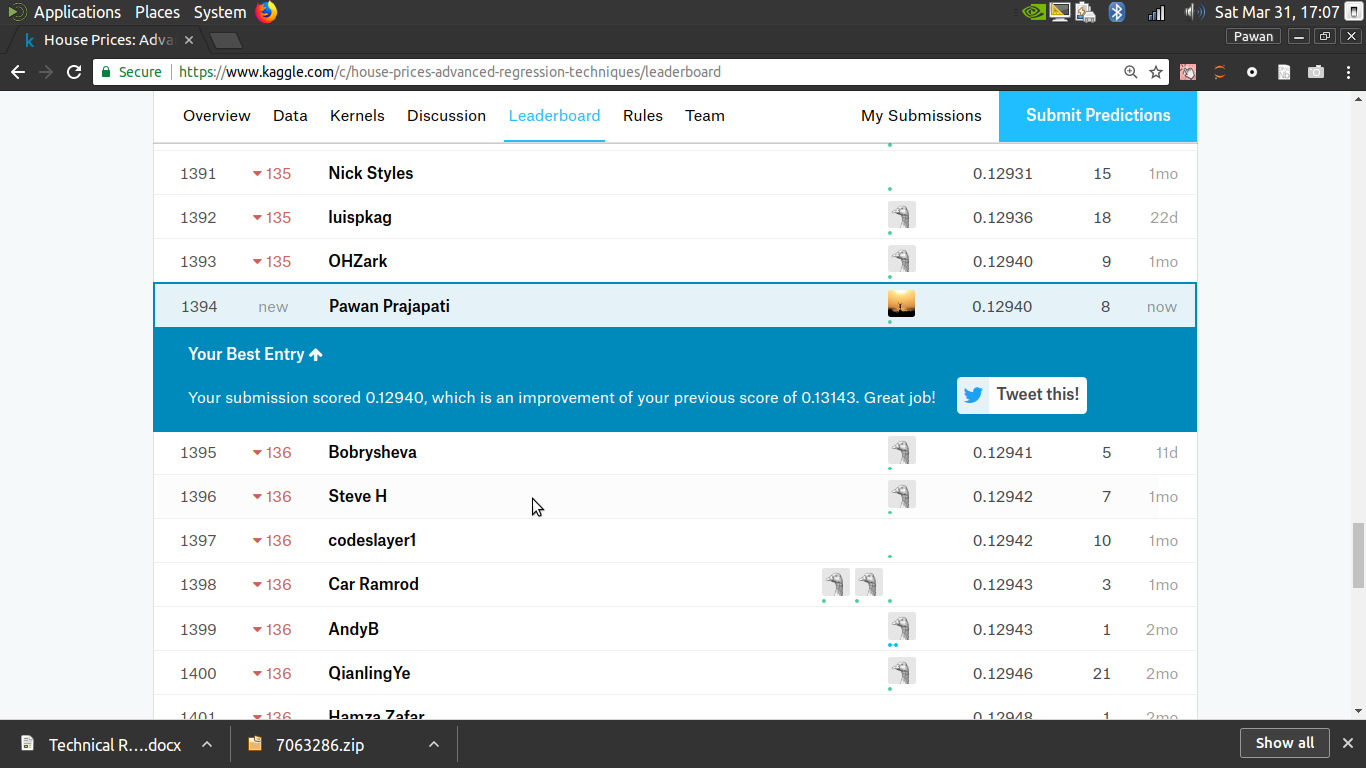 Applications Places System Sat Mar 31, 17:07
k House Prices: Adva Pawan
Secure https://www.kaggle.com/c/house-prices-advanced-regression-techniques/leaderboard
Overview Data Kernels Discussion Leaderboard Rules Team My Submissions Submit Predictions
1391 135 Nick Styles 0.12931 15 1mo
1392 135 luispkag 0.12936 18 22d
1393 135 OHZark 0.12940 9 1mo
1394 new Pawan Prajapati 0.12940 8 now
Your Best Entry
Your submission scored 0.12940, which is an improvement of your previous score of 0.13143. Great job! Tweet this!
1395 136 Bobrysheva 0.12941 5 11d
1396 136 Steve H 0.12942 7 1mo
1397 136 codeslayer1 0.12942 10 1mo
1398 136 Car Ramrod 0.12943 3 1mo
1399 136 AndyB 0.12943 1 2mo
1400 136 QianlingYe 0.12946 21 2mo
1401 136 Hamza Zafar 0.12948 1 2mo
Technical R....docx 7063286.zip Show all